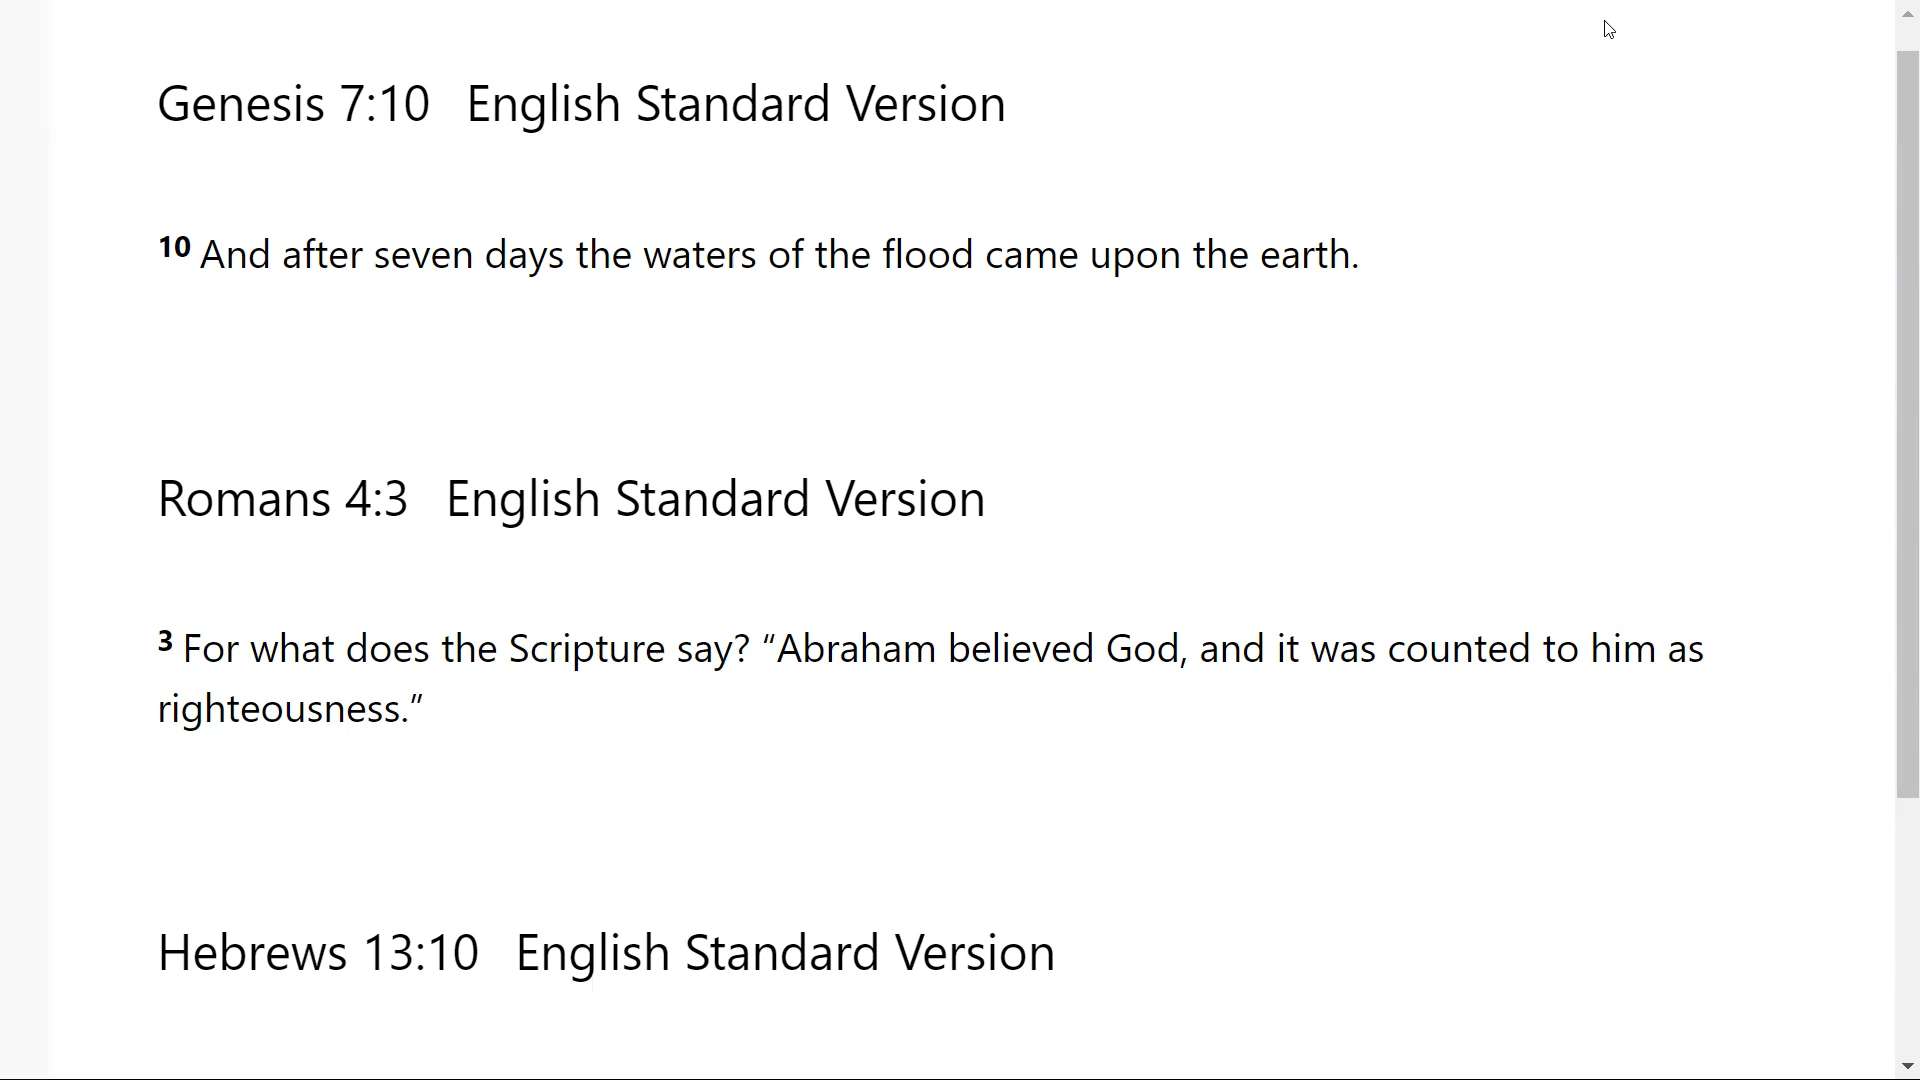 Genesis 7:10 English Standard Version
10 And after seven days the waters of the flood came upon the earth.
Romans 4:3 English Standard Version
3 For what does the Scripture say? “Abraham believed God, and it was counted to him as
righteousness.”
Hebrews 13:10 English Standard Version